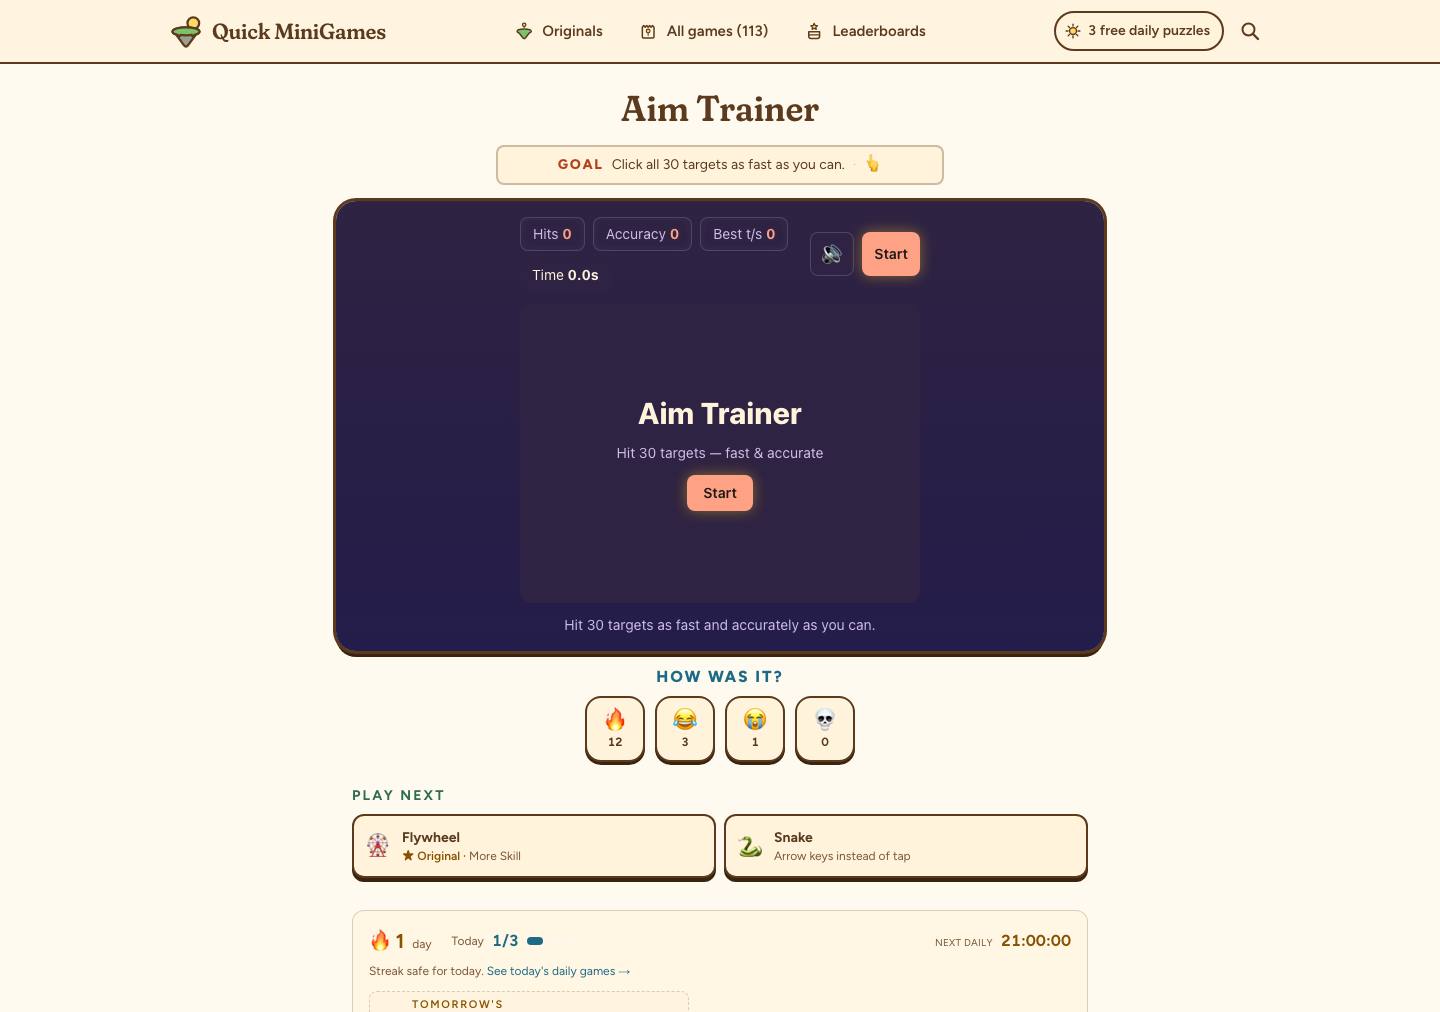 Quick MiniGames
Originals
All games (113)
Leaderboards
3 free daily puzzles
Aim Trainer
GOAL Click all 30 targets as fast as you can. ·
Hits 0
Accuracy 0
Best t/s 0
Start
Time 0.0s
Aim Trainer
Hit 30 targets — fast & accurate
Start
Hit 30 targets as fast and accurately as you can.
HOW WAS IT?
12
3
1
0
PLAY NEXT
Flywheel
Original · More Skill
Snake
Arrow keys instead of tap
1 day
Today 1/3
NEXT DAILY 21:00:00
Streak safe for today. See today's daily games →
TOMORROW'S